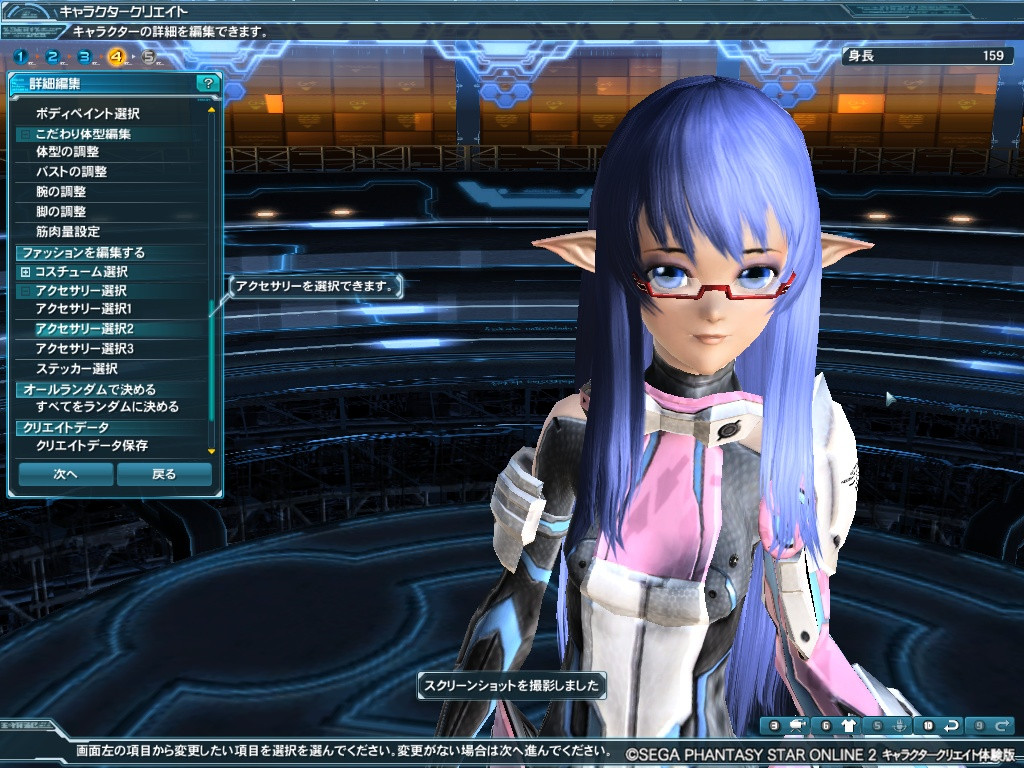 キャラクタークリエイト
キャラクターの詳細を編集できます。
1 2 3 4 5
身長 159
詳細編集 ?
ボディペイント選択
こだわり体型編集
体型の調整
バストの調整
腕の調整
脚の調整
筋肉量設定
ファッションを編集する
コスチューム選択
アクセサリー選択
アクセサリーを選択できます。
アクセサリー選択1
アクセサリー選択2
アクセサリー選択3
ステッカー選択
オールランダムで決める
すべてをランダムに決める
クリエイトデータ
クリエイトデータ保存
次へ 戻る
スクリーンショットを撮影しました
3 6 5 10 9
画面左の項目から変更したい項目を選択を選んでください。変更がない場合は次へ進んでください。
©SEGA PHANTASY STAR ONLINE 2 キャラクタークリエイト体験版